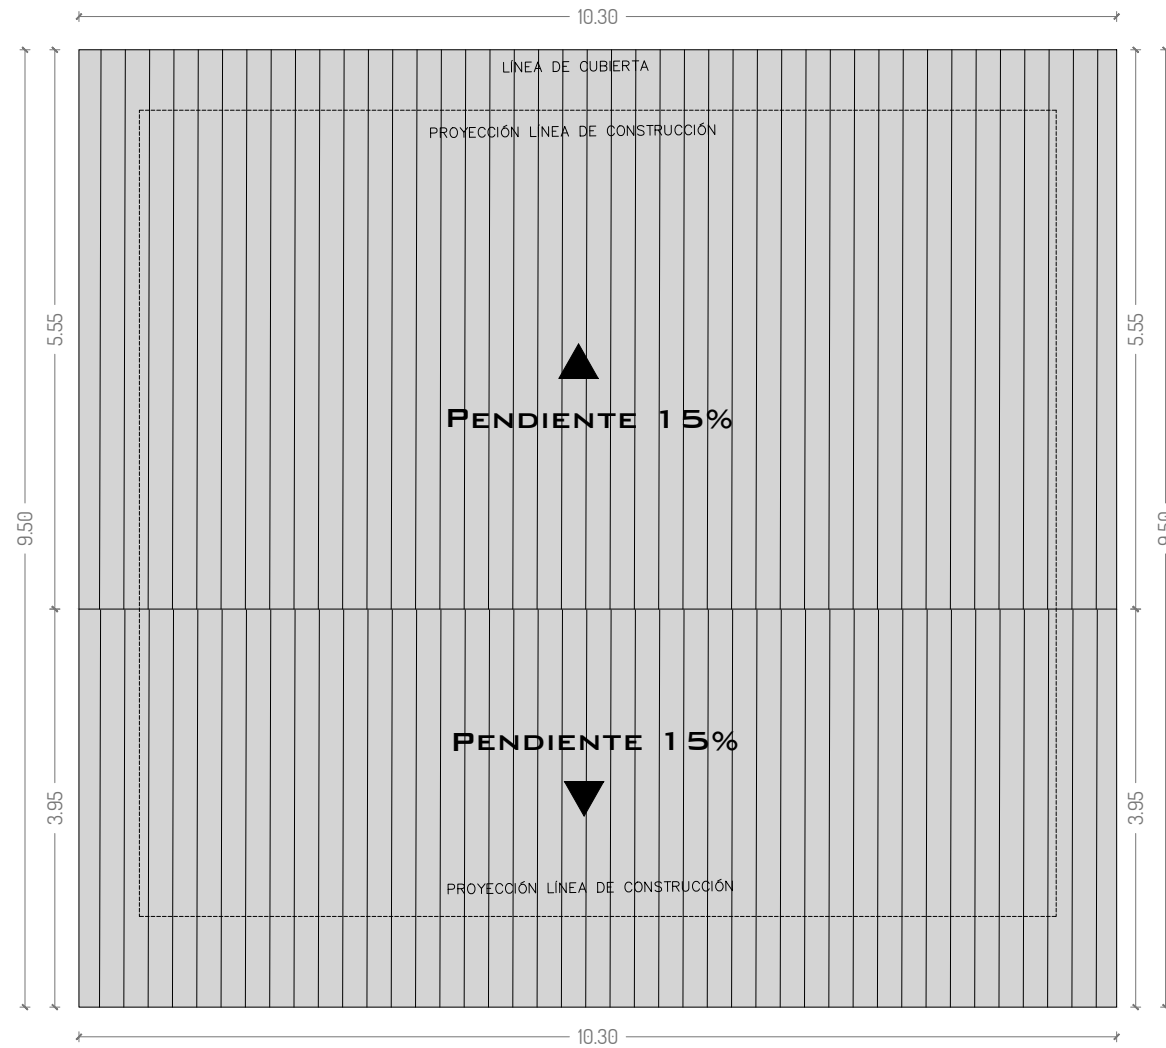 10.30
LÍNEA DE CUBIERTA
PROYECCIÓN LÍNEA DE CONSTRUCCIÓN
5.55
5.55
PENDIENTE 15%
9.50
9.50
PENDIENTE 15%
3.95
3.95
PROYECCIÓN LÍNEA DE CONSTRUCCIÓN
10.30